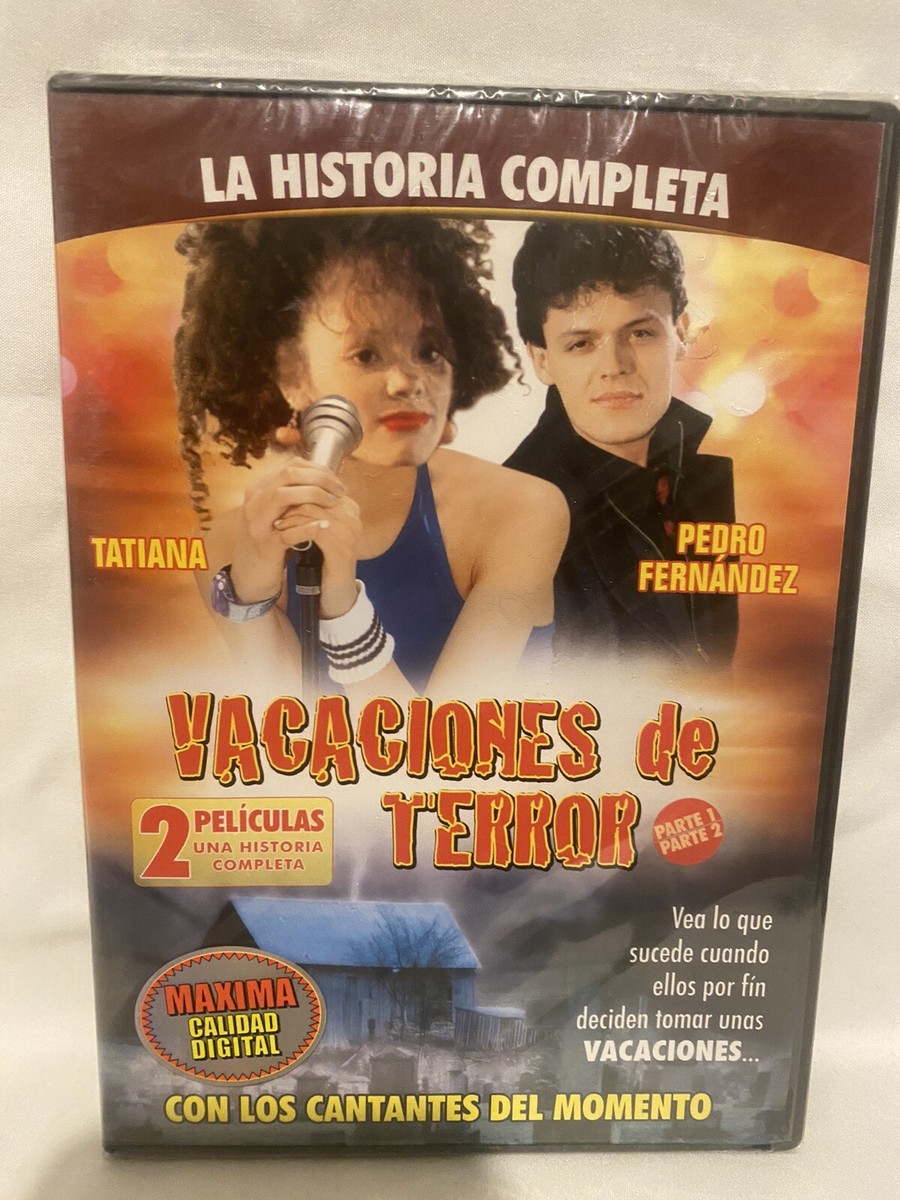 LA HISTORIA COMPLETA
TATIANA
PEDRO
FERNÁNDEZ
VACACIONES de
TERROR
PARTE 1
PARTE 2
2 PELÍCULAS
UNA HISTORIA
COMPLETA
Vea lo que
sucede cuando
ellos por fín
deciden tomar unas
VACACIONES...
MAXIMA
CALIDAD
DIGITAL
CON LOS CANTANTES DEL MOMENTO